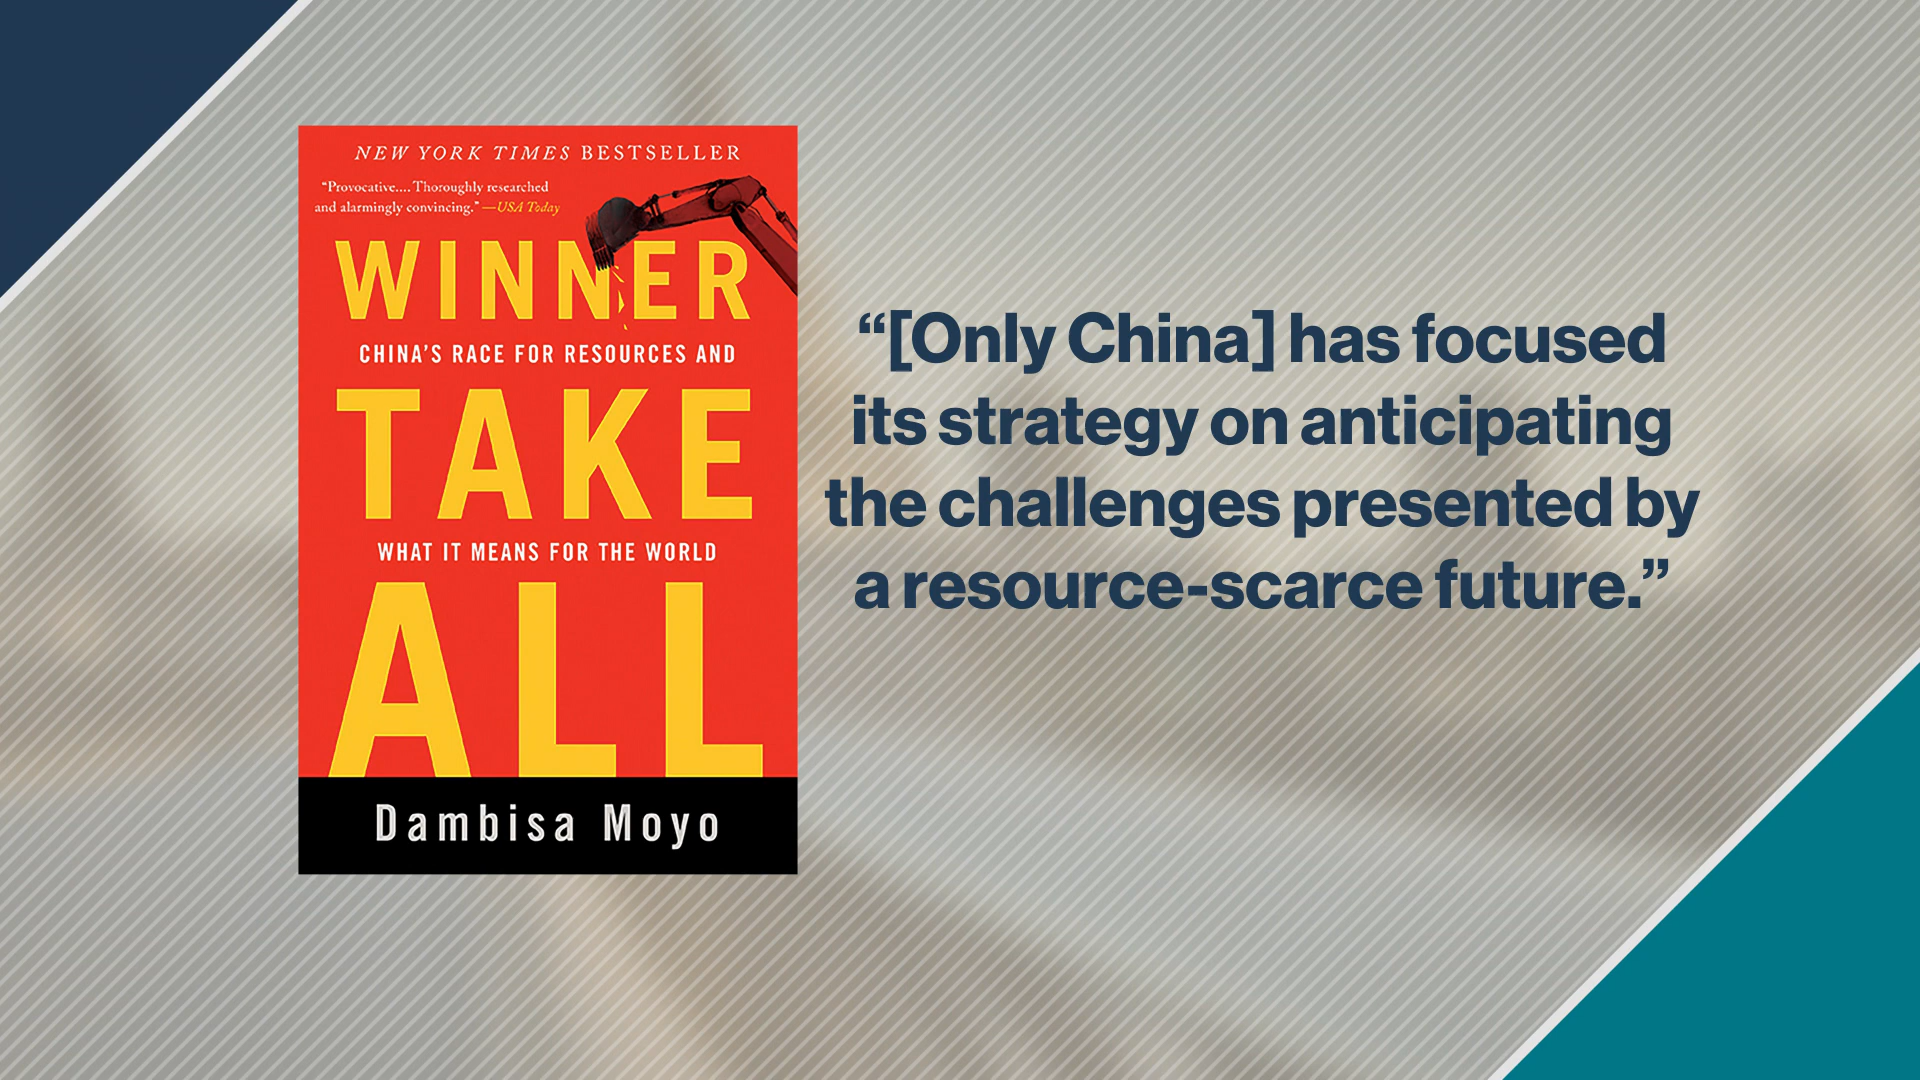 NEW YORK TIMES BESTSELLER
“Provocative.... Thoroughly researched
and alarmingly convincing.” —USA Today
WINNER
CHINA’S RACE FOR RESOURCES AND
TAKE
WHAT IT MEANS FOR THE WORLD
ALL
Dambisa Moyo
“[Only China] has focused
its strategy on anticipating
the challenges presented by
a resource-scarce future.”